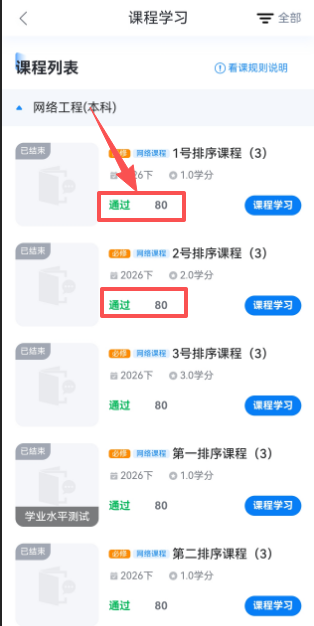 课程学习
全部
课程列表
看课规则说明
网络工程(本科)
已结束
必修 网络课程 1号排序课程（3）
26下 1.0学分
通过 80 课程学习
已结束
必修 网络课程 2号排序课程（3）
2026下 2.0学分
通过 80 课程学习
已结束
必修 网络课程 3号排序课程（3）
2026下 3.0学分
通过 80 课程学习
已结束
必修 网络课程 第一排序课程（3）
2026下 1.0学分
学业水平测试
通过 80 课程学习
已结束
必修 网络课程 第二排序课程（3）
2026下 1.0学分
通过 80 课程学习